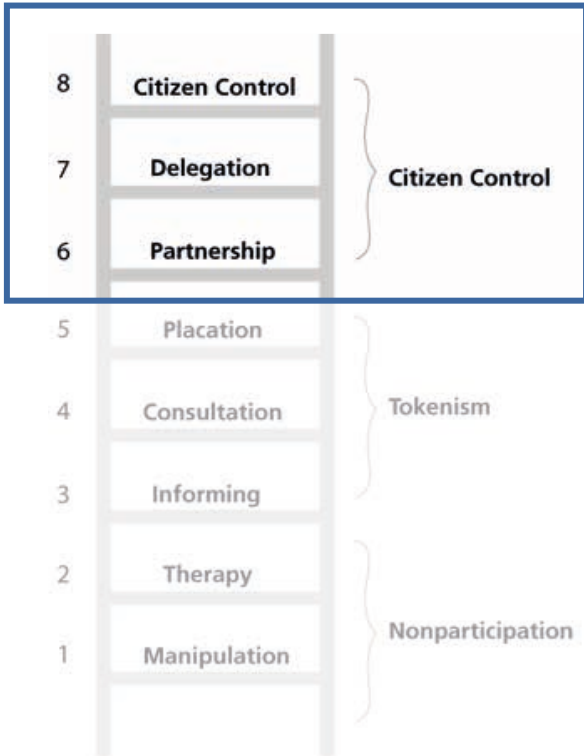 8 Citizen Control
7 Delegation
Citizen Control
6 Partnership
5 Placation
4 Consultation
Tokenism
3 Informing
2 Therapy
Nonparticipation
1 Manipulation